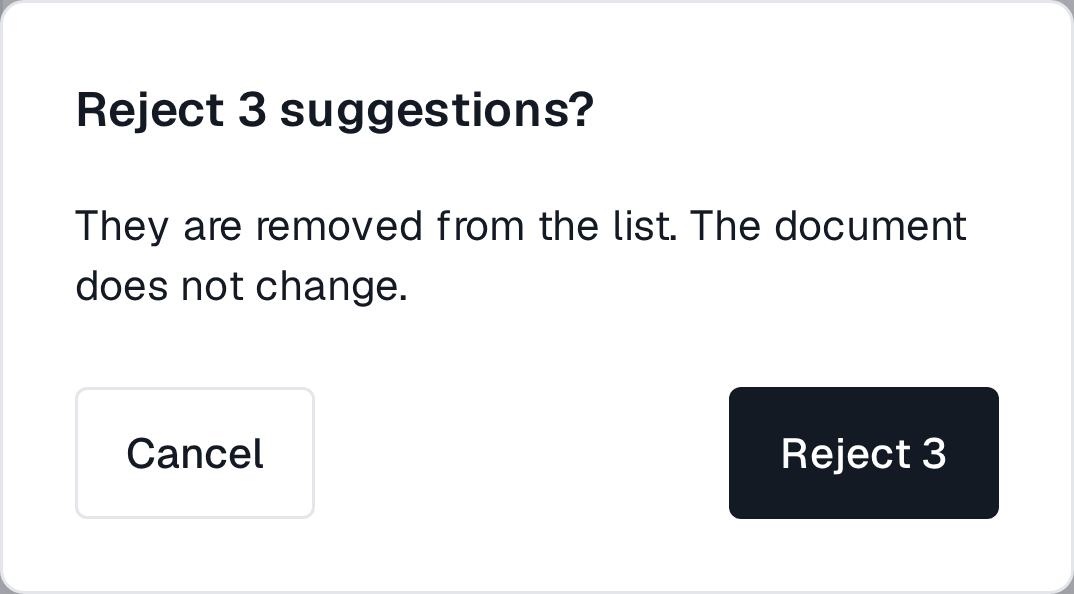 Reject 3 suggestions?
They are removed from the list. The document
does not change.
Cancel
Reject 3